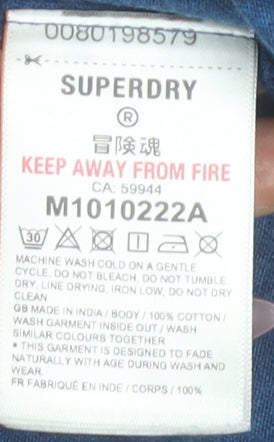 0080198579
SUPERDRY
®
冒険魂
KEEP AWAY FROM FIRE
CA: 59944
M1010222A
30
MACHINE WASH COLD ON A GENTLE
CYCLE. DO NOT BLEACH. DO NOT TUMBLE
DRY. LINE DRYING. IRON LOW. DO NOT DRY
CLEAN
GB MADE IN INDIA / BODY / 100% COTTON /
WASH GARMENT INSIDE OUT / WASH
SIMILAR COLOURS TOGETHER
* THIS GARMENT IS DESIGNED TO FADE
NATURALLY WITH AGE DURING WASH AND
WEAR.
FR FABRIQUÉ EN INDE / CORPS / 100%